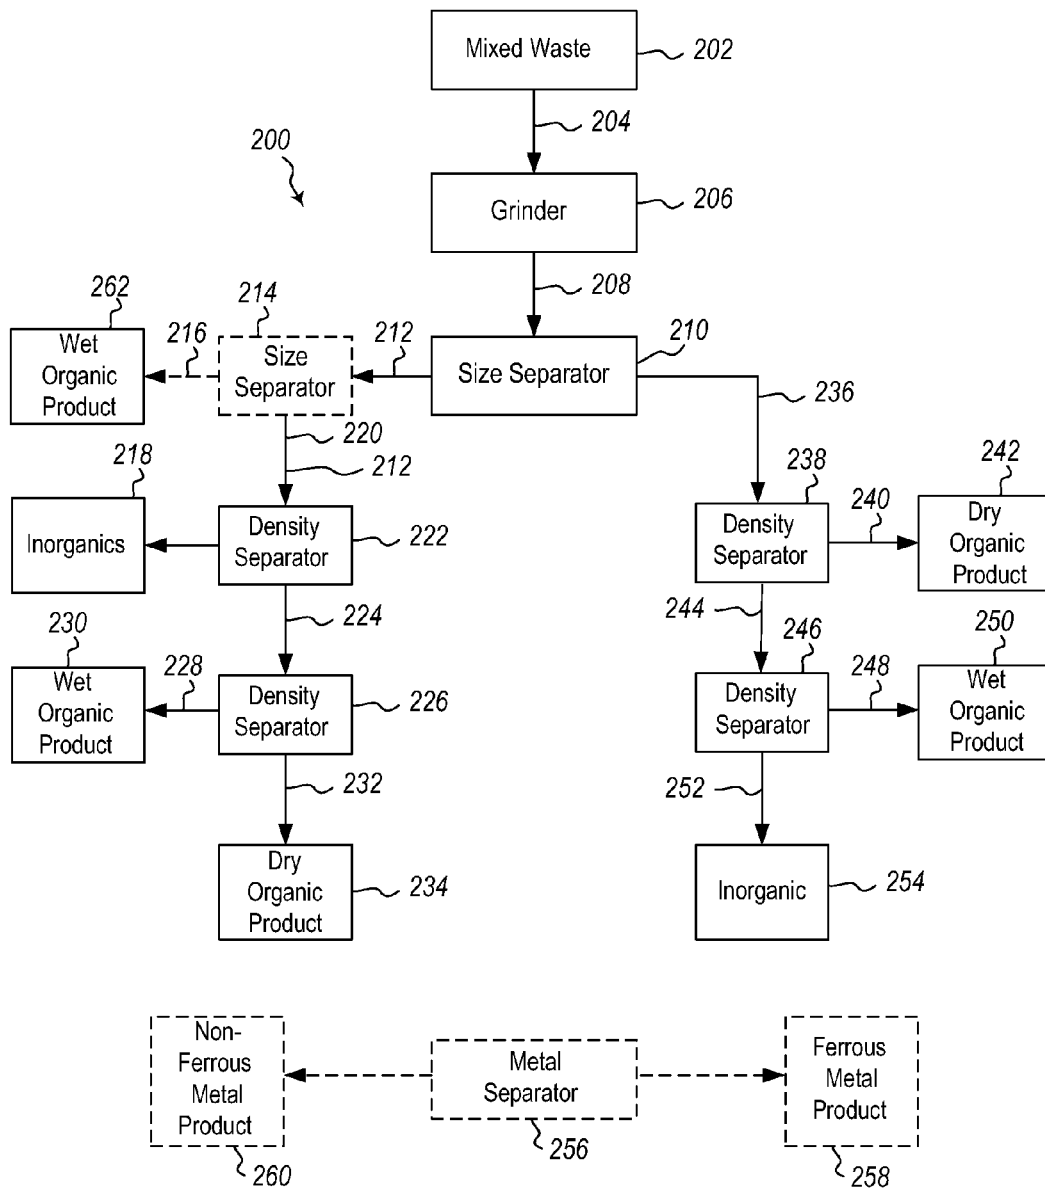 Mixed Waste
202
204
200
Grinder
206
208
262
214
216
212
210
Wet
Organic
Product
Size
Separator
Size Separator
236
220
218
212
238
242
240
Inorganics
Density
Separator
222
Density
Separator
Dry
Organic
Product
224
244
230
246
250
228
248
Wet
Organic
Product
Density
Separator
226
Density
Separator
Wet
Organic
Product
232
252
Dry
Organic
Product
234
Inorganic
254
Non-
Ferrous
Metal
Product
Metal
Separator
Ferrous
Metal
Product
260
256
258